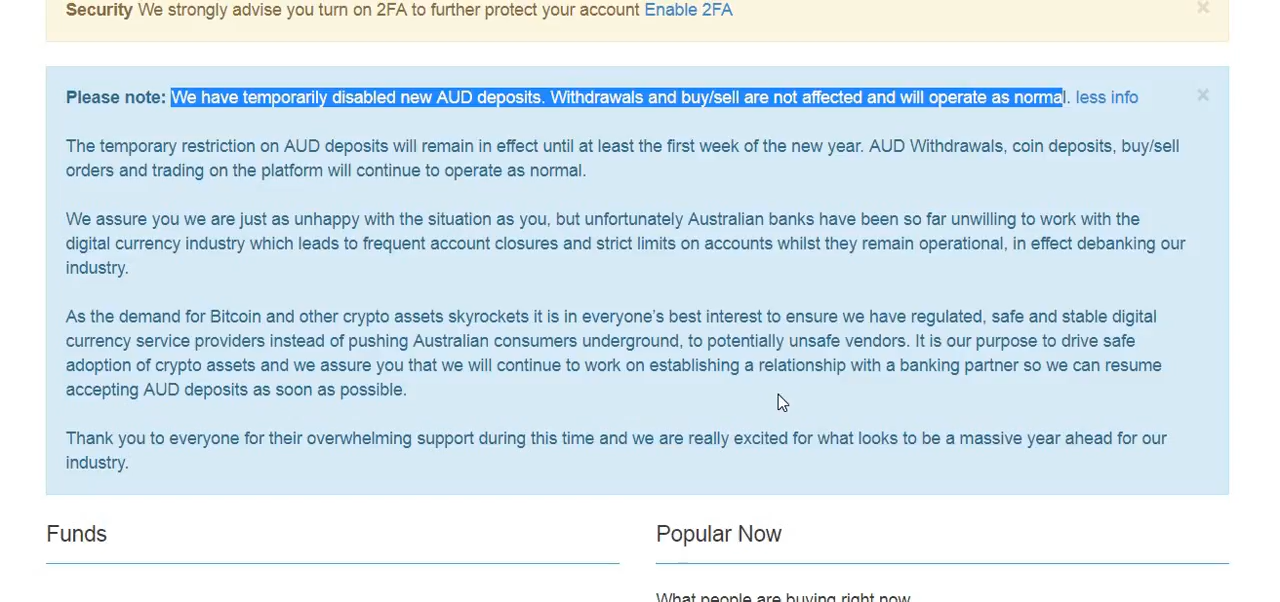 Security We strongly advise you turn on 2FA to further protect your account Enable 2FA ×
Please note: We have temporarily disabled new AUD deposits. Withdrawals and buy/sell are not affected and will operate as normal. less info ×
The temporary restriction on AUD deposits will remain in effect until at least the first week of the new year. AUD Withdrawals, coin deposits, buy/sell
orders and trading on the platform will continue to operate as normal.
We assure you we are just as unhappy with the situation as you, but unfortunately Australian banks have been so far unwilling to work with the
digital currency industry which leads to frequent account closures and strict limits on accounts whilst they remain operational, in effect debanking our
industry.
As the demand for Bitcoin and other crypto assets skyrockets it is in everyone’s best interest to ensure we have regulated, safe and stable digital
currency service providers instead of pushing Australian consumers underground, to potentially unsafe vendors. It is our purpose to drive safe
adoption of crypto assets and we assure you that we will continue to work on establishing a relationship with a banking partner so we can resume
accepting AUD deposits as soon as possible.
Thank you to everyone for their overwhelming support during this time and we are really excited for what looks to be a massive year ahead for our
industry.
Funds
Popular Now
What people are buying right now